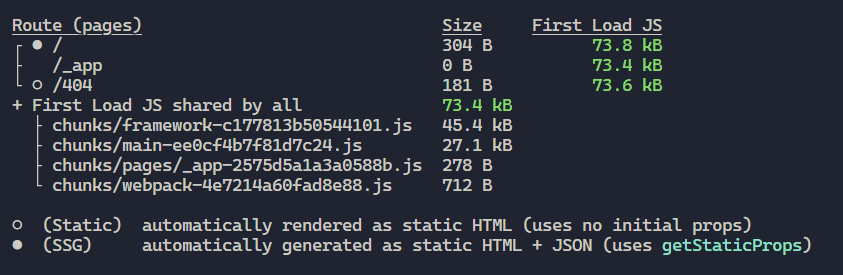 Route (pages) Size First Load JS
┌ ● / 304 B 73.8 kB
├ /_app 0 B 73.4 kB
└ ○ /404 181 B 73.6 kB
+ First Load JS shared by all 73.4 kB
├ chunks/framework-c177813b50544101.js 45.4 kB
├ chunks/main-ee0cf4b7f81d7c24.js 27.1 kB
├ chunks/pages/_app-2575d5a1a3a0588b.js 278 B
└ chunks/webpack-4e7214a60fad8e88.js 712 B
○ (Static) automatically rendered as static HTML (uses no initial props)
● (SSG) automatically generated as static HTML + JSON (uses getStaticProps)